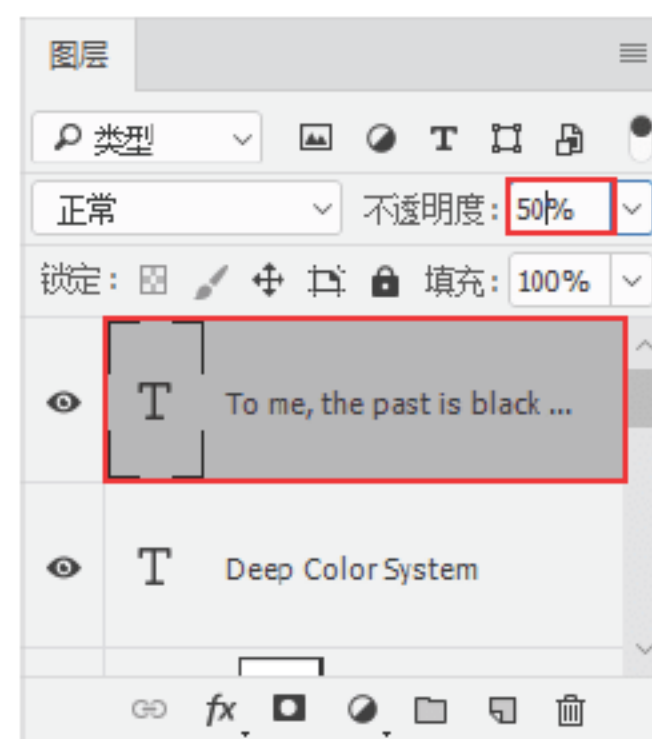 图层
类型
正常 不透明度: 50%
锁定: 填充: 100%
T To me, the past is black ...
T Deep Color System
fx